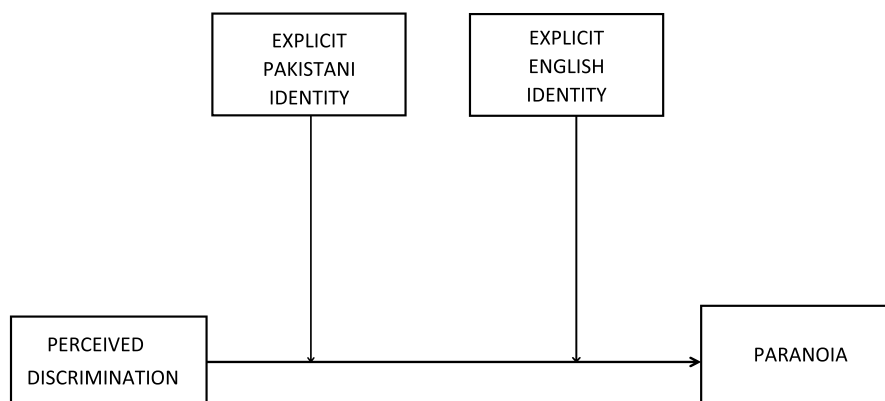 EXPLICIT
PAKISTANI
IDENTITY
EXPLICIT
ENGLISH
IDENTITY
PERCEIVED
DISCRIMINATION
PARANOIA